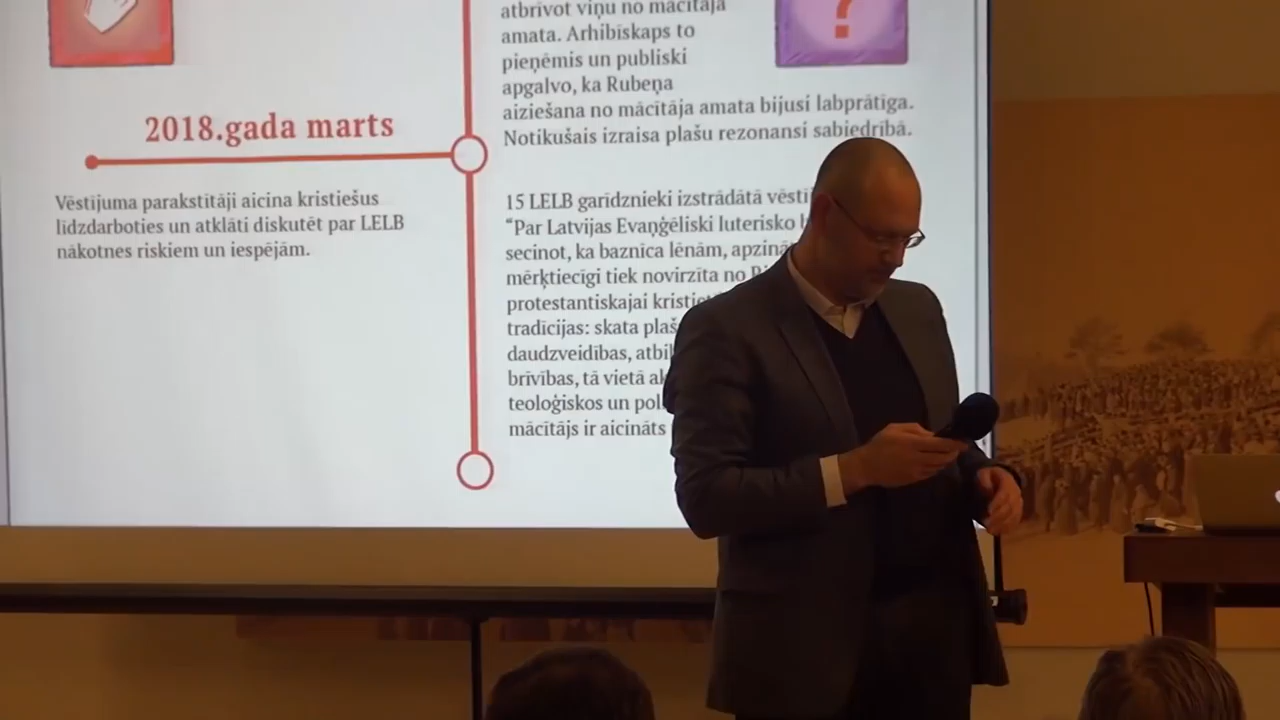 atbrīvot viņu no mācītāja
amata. Arhibīskaps to
pieņēmis un publiski
apgalvo, ka Rubeņa
aiziešana no mācītāja amata bijusi labprātīga.
Notikušais izraisa plašu rezonansi sabiedrībā.
2018.gada marts
Vēstījuma parakstītāji aicina kristiešus
līdzdarboties un atklāti diskutēt par LELB
nākotnes riskiem un iespējām.
15 LELB garīdznieki izstrādātā vēstī
“Par Latvijas Evaņģēliski luterisko b
secinot, ka baznīca lēnām, apzinā
mērķtiecīgi tiek novirzīta no
protestantiskajai kristie
tradīcijas: skata plaš
daudzveidības, atbil
brīvības, tā vietā ak
teoloģiskos un pol
mācītājs ir aicināts
?